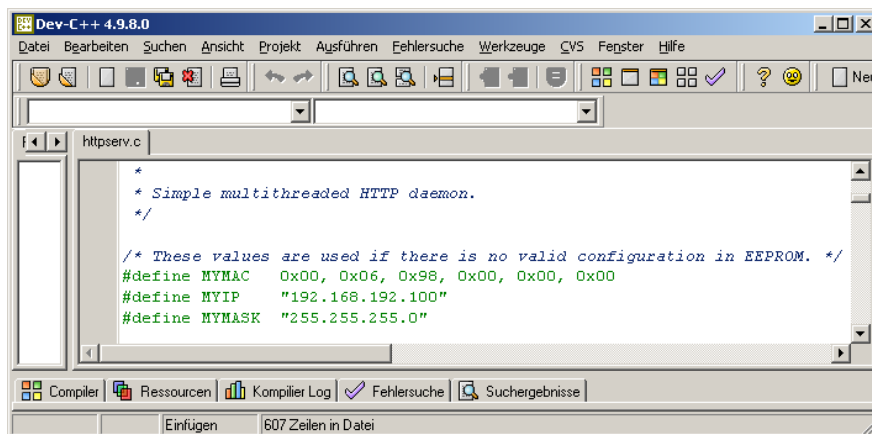 Dev-C++ 4.9.8.0
Datei Bearbeiten Suchen Ansicht Projekt Ausführen Fehlersuche Werkzeuge CVS Fenster Hilfe
Neu
httpserv.c
*
* Simple multithreaded HTTP daemon.
*/
/* These values are used if there is no valid configuration in EEPROM. */
#define MYMAC 0x00, 0x06, 0x98, 0x00, 0x00, 0x00
#define MYIP "192.168.192.100"
#define MYMASK "255.255.255.0"
Compiler Ressourcen Kompilier Log Fehlersuche Suchergebnisse
Einfügen 607 Zeilen in Datei